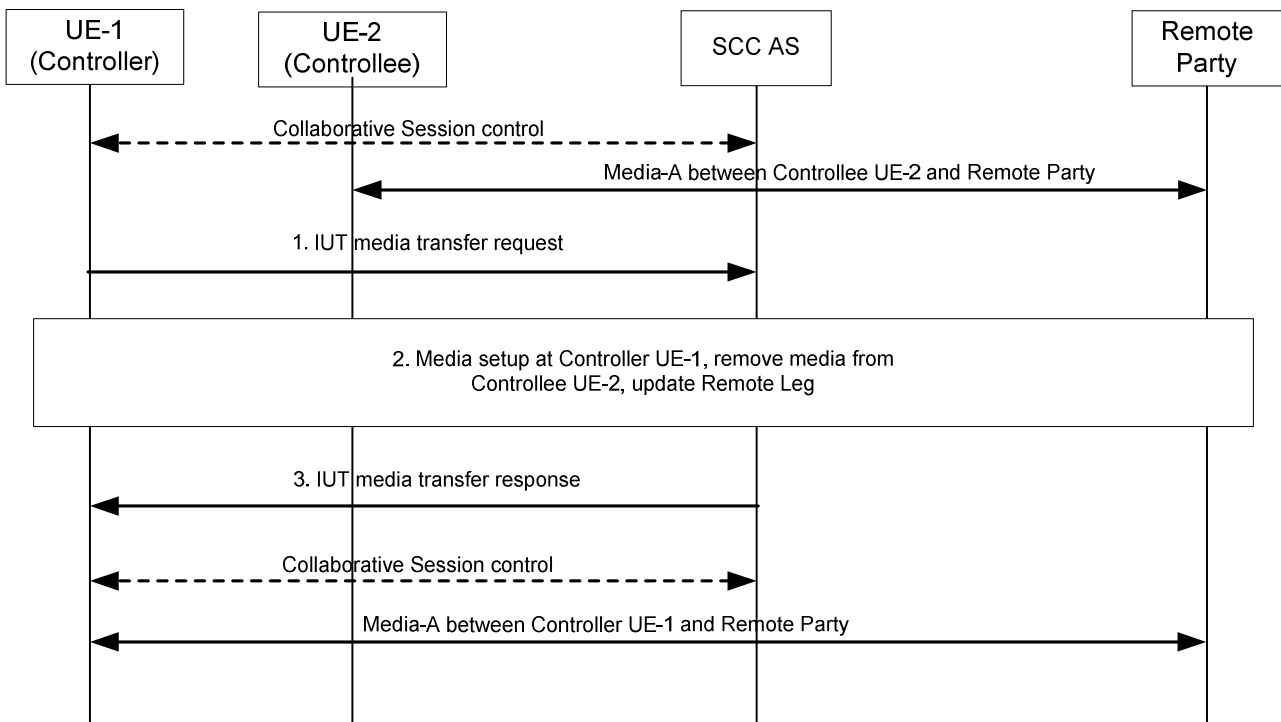 UE-1
(Controller)
UE-2
(Controllee)
SCC AS
Remote
Party
Collaborative Session control
Media-A between Controllee UE-2 and Remote Party
1. IUT media transfer request
2. Media setup at Controller UE-1, remove media from
Controllee UE-2, update Remote Leg
3. IUT media transfer response
Collaborative Session control
Media-A between Controller UE-1 and Remote Party